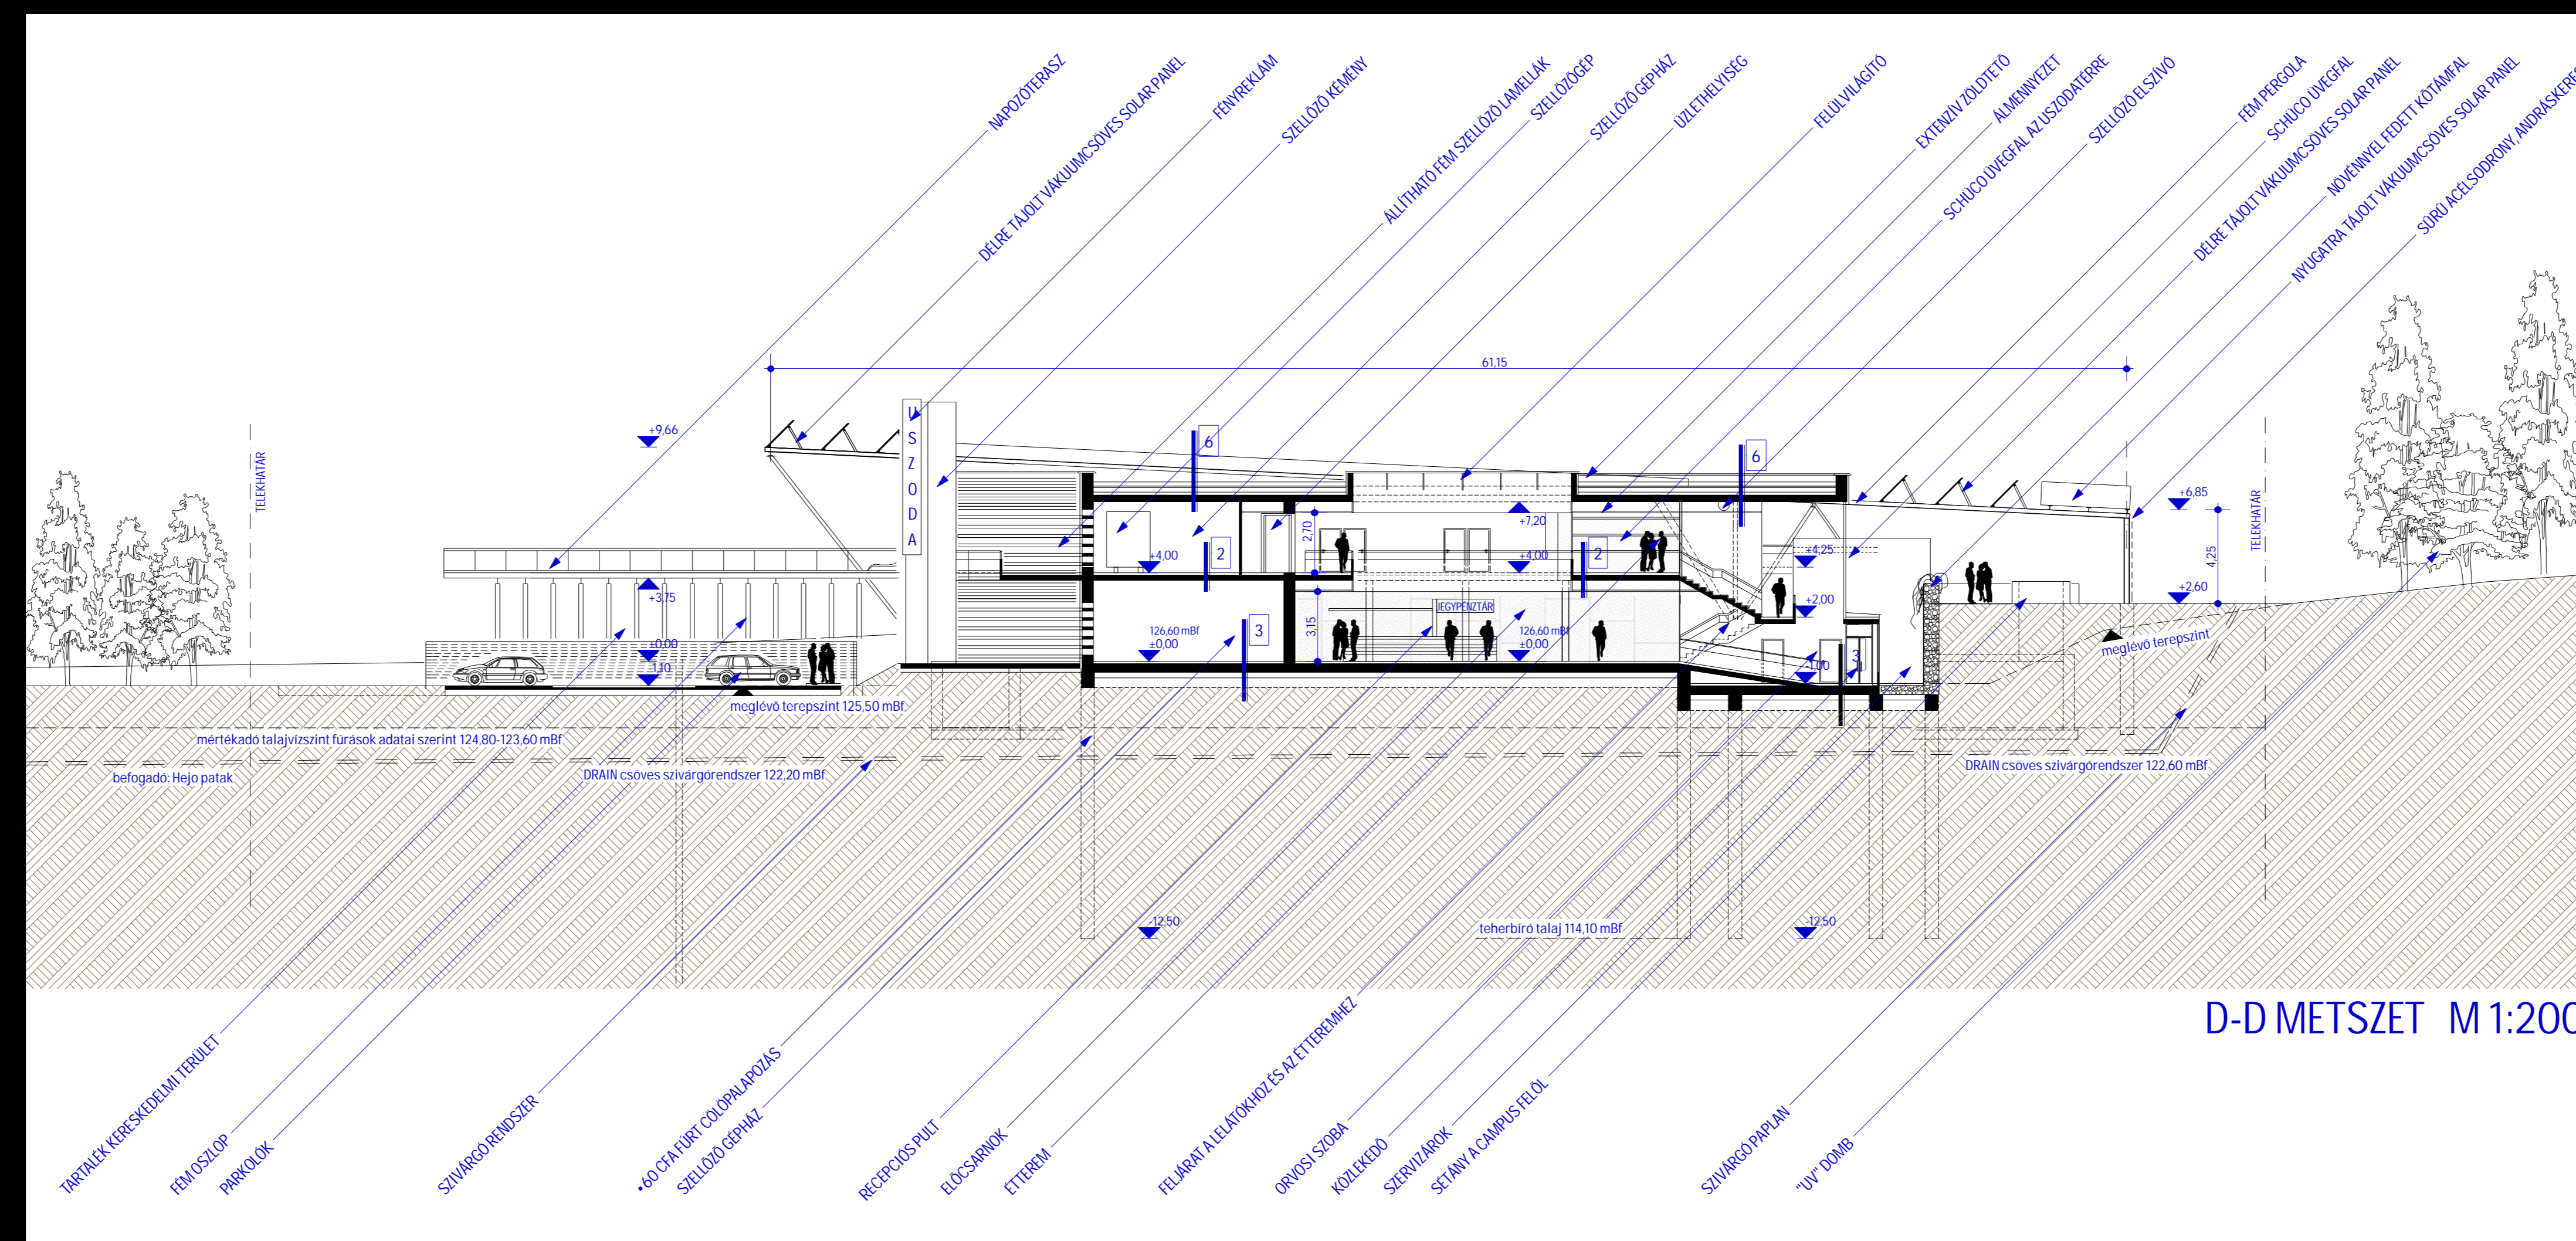 NAPOZÓTERASZ
DÉLRE TÁJOLT VÁKUUMCSÖVES SOLAR PANEL
FÉNYREKLÁM
SZELLŐZŐ KÉMÉNY
ÁLLÍTHATÓ FÉM SZELLŐZŐ LAMELLÁK
SZELLŐZŐGÉP
SZELLŐZŐ GÉPHÁZ
ÜZLETHELYISÉG
FELÜLVILÁGÍTÓ
EXTENZÍV ZÖLDTETŐ
ÁLMENNYEZET
SCHÜCO ÜVEGFAL AZ USZODATÉRRE
SZELLŐZŐ ELSZÍVÓ
FÉM PERGOLA
SCHÜCO ÜVEGFAL
DÉLRE TÁJOLT VÁKUUMCSÖVES SOLAR PANEL
NÖVÉNNYEL FEDETT KŐTÁMFAL
NYUGATRA TÁJOLT VÁKUUMCSÖVES SOLAR PANEL
SŰRŰ ACÉLSODRONY, ANDRÁSKERES
61,15
+9,66
USZODA
6
6
TELEKHATÁR
TELEKHATÁR
+6,85
+7,20
2,70
+4,00
2
+4,00
2
+4,25
4,25
+3,75
+2,60
+2,00
JEGYPÉNZTÁR
3,15
126,60 mBf
±0,00
3
126,60 mBf
±0,00
±0,00
-1,10
-1,00
3
meglévő terepszint
meglévő terepszint 125,50 mBf
mértékadó talajvízszint fúrások adatai szerint 124,80-123,60 mBf
befogadó: Hejo patak
DRAIN csöves szivárgórendszer 122,20 mBf
DRAIN csöves szivárgórendszer 122,60 mBf
-12,50
teherbíró talaj 114,10 mBf
-12,50
D-D METSZET M 1:200
TARTALÉK KERESKEDELMI TERÜLET
FÉM OSZLOP
PARKOLÓK
SZIVÁRGÓ RENDSZER
•60 CFA FÚRT CÖLÖPALAPOZÁS
SZELLŐZŐ GÉPHÁZ
RECEPCIÓS PULT
ELŐCSARNOK
ÉTTEREM
FELJÁRAT A LELÁTÓKHOZ ÉS AZ ÉTTEREMHEZ
ORVOSI SZOBA
KÖZLEKEDŐ
SZERVIZÁROK
SÉTÁNY A CAMPUS FELŐL
SZIVÁRGÓ PAPLAN
"UV" DOMB